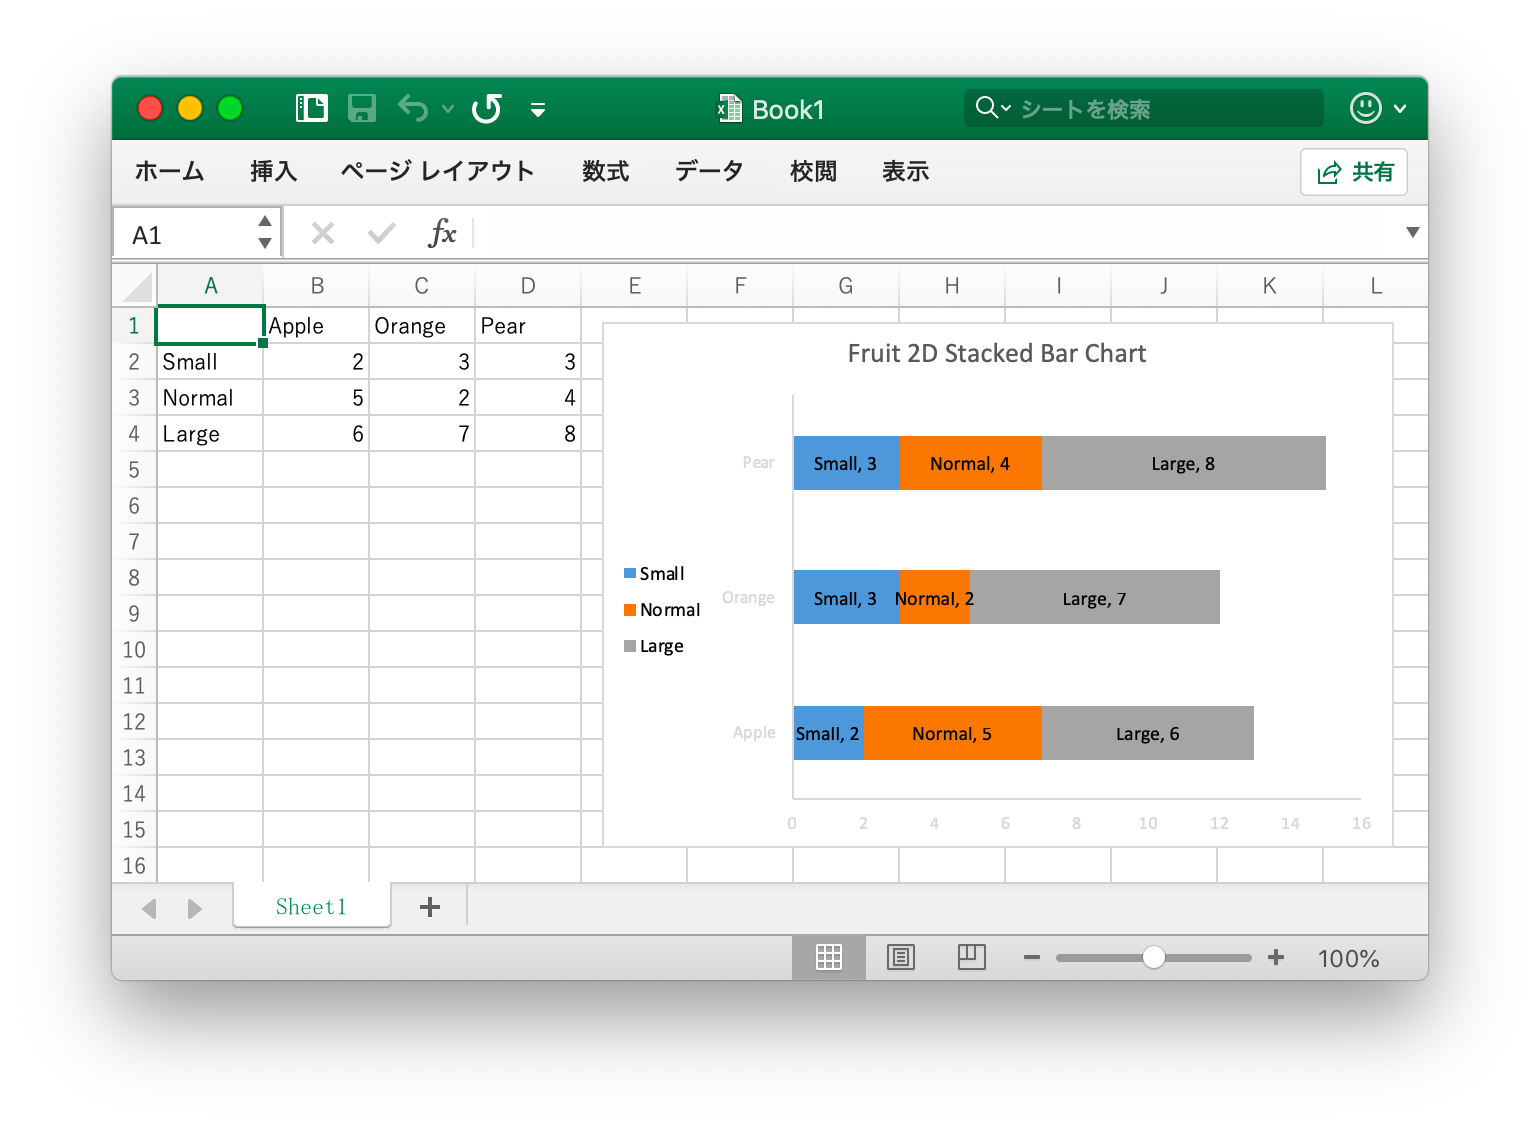 Book1
シートを検索
ホーム 挿入 ページ レイアウト 数式 データ 校閲 表示 共有
A1 fx
A B C D E F G H I J K L
1 Apple Orange Pear
2 Small 2 3 3
3 Normal 5 2 4
4 Large 6 7 8
5
6
7
8
9
10
11
12
13
14
15
16
Fruit 2D Stacked Bar Chart
Pear Small, 3 Normal, 4 Large, 8
Orange Small, 3 Normal, 2 Large, 7
Apple Small, 2 Normal, 5 Large, 6
0 2 4 6 8 10 12 14 16
Small
Normal
Large
Sheet1
100%